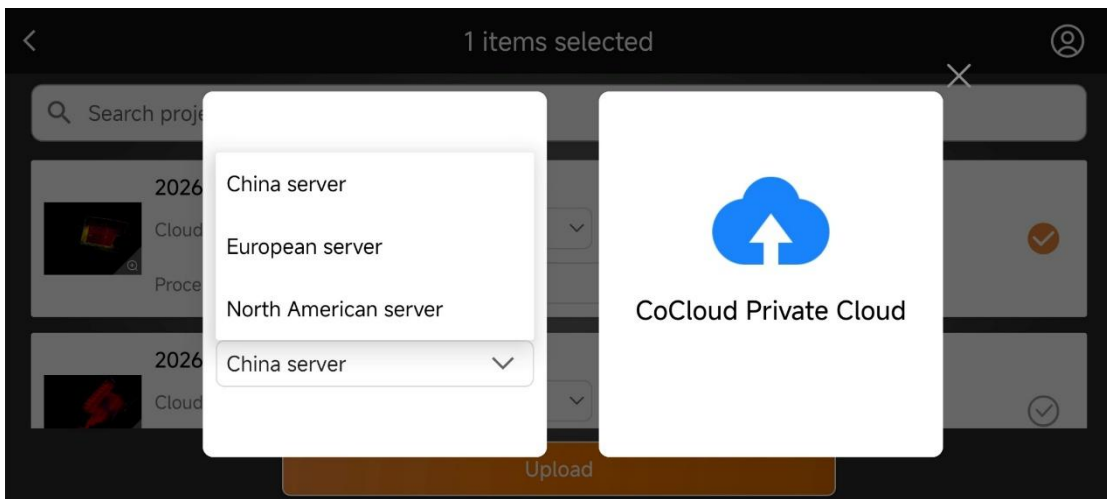 1 items selected
Search proje
2026
Cloud
Proce
2026
Cloud
China server
European server
North American server
China server
CoCloud Private Cloud
Upload